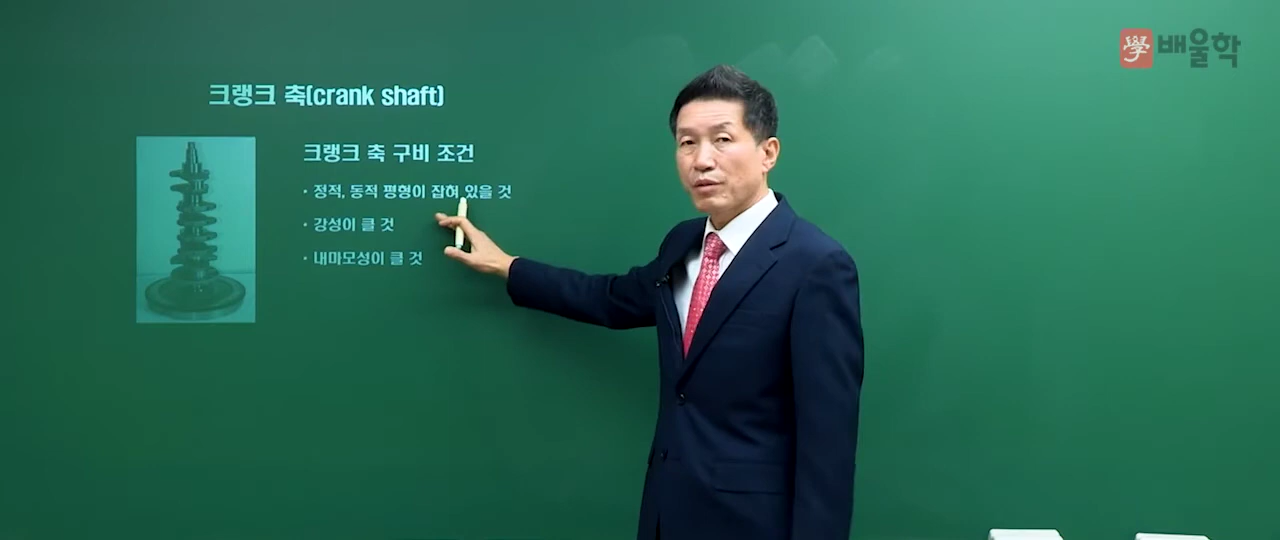 學 배울학
크랭크 축(crank shaft)
크랭크 축 구비 조건
· 정적, 동적 평형이 잡혀 있을 것
· 강성이 클 것
· 내마모성이 클 것